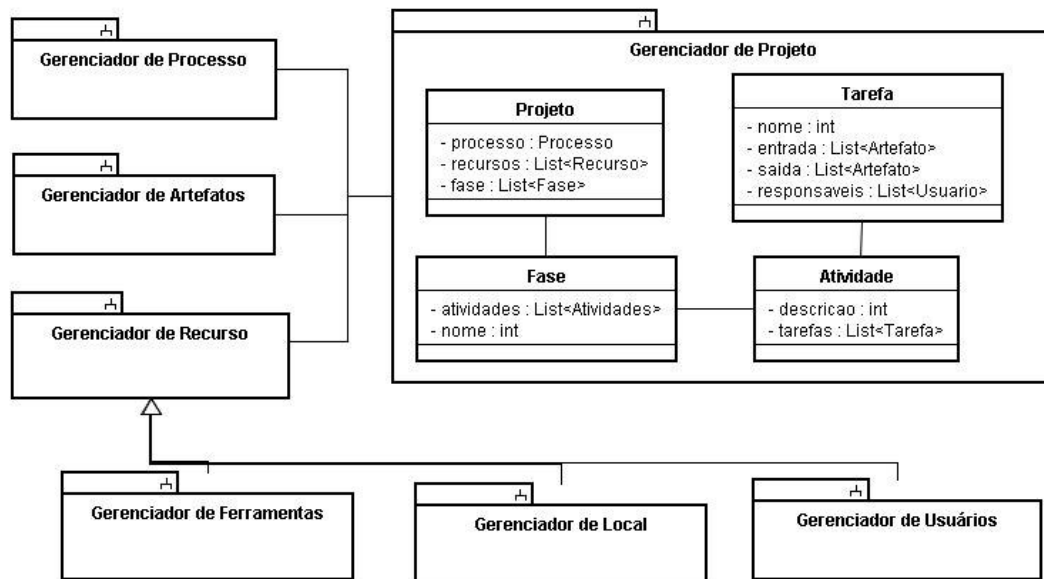 Gerenciador de Processo
Gerenciador de Artefatos
Gerenciador de Recurso
Gerenciador de Projeto
Projeto
- processo : Processo
- recursos : List<Recurso>
- fase : List<Fase>
Tarefa
- nome : int
- entrada : List<Artefato>
- saida : List<Artefato>
- responsaveis : List<Usuario>
Fase
- atividades : List<Atividades>
- nome : int
Atividade
- descricao : int
- tarefas : List<Tarefa>
Gerenciador de Ferramentas
Gerenciador de Local
Gerenciador de Usuários